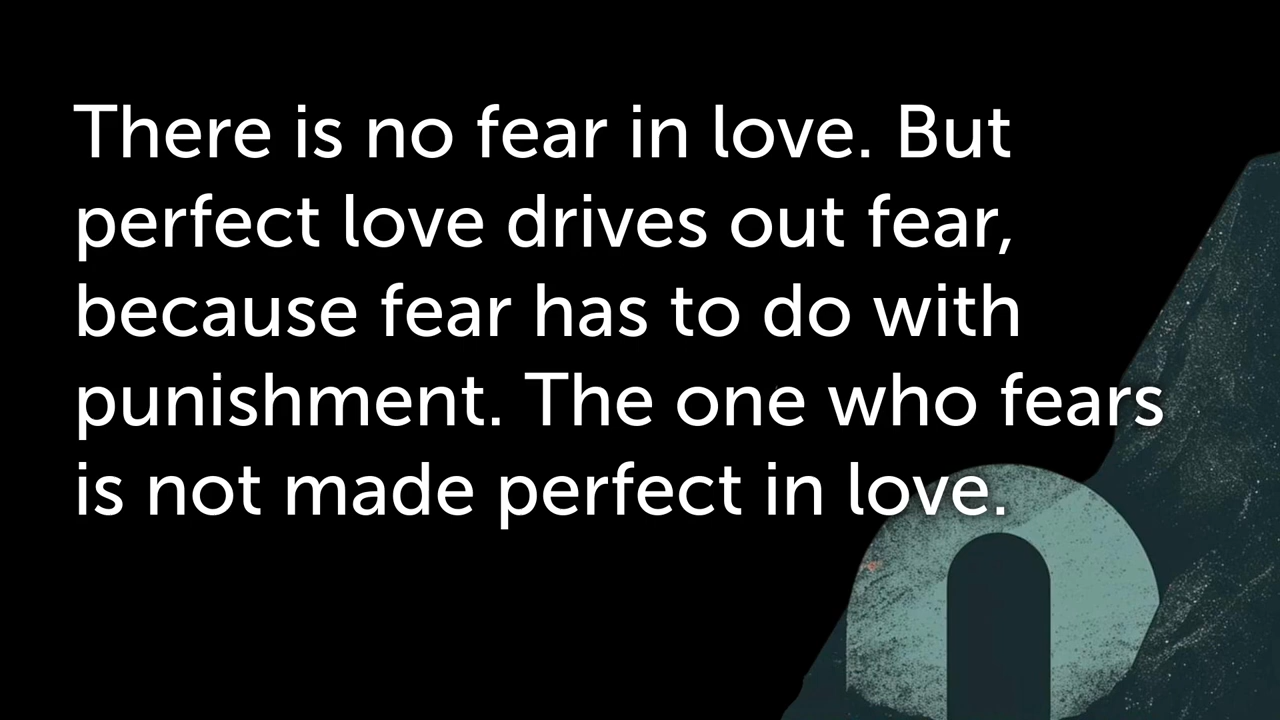 There is no fear in love. But
perfect love drives out fear,
because fear has to do with
punishment. The one who fears
is not made perfect in love.